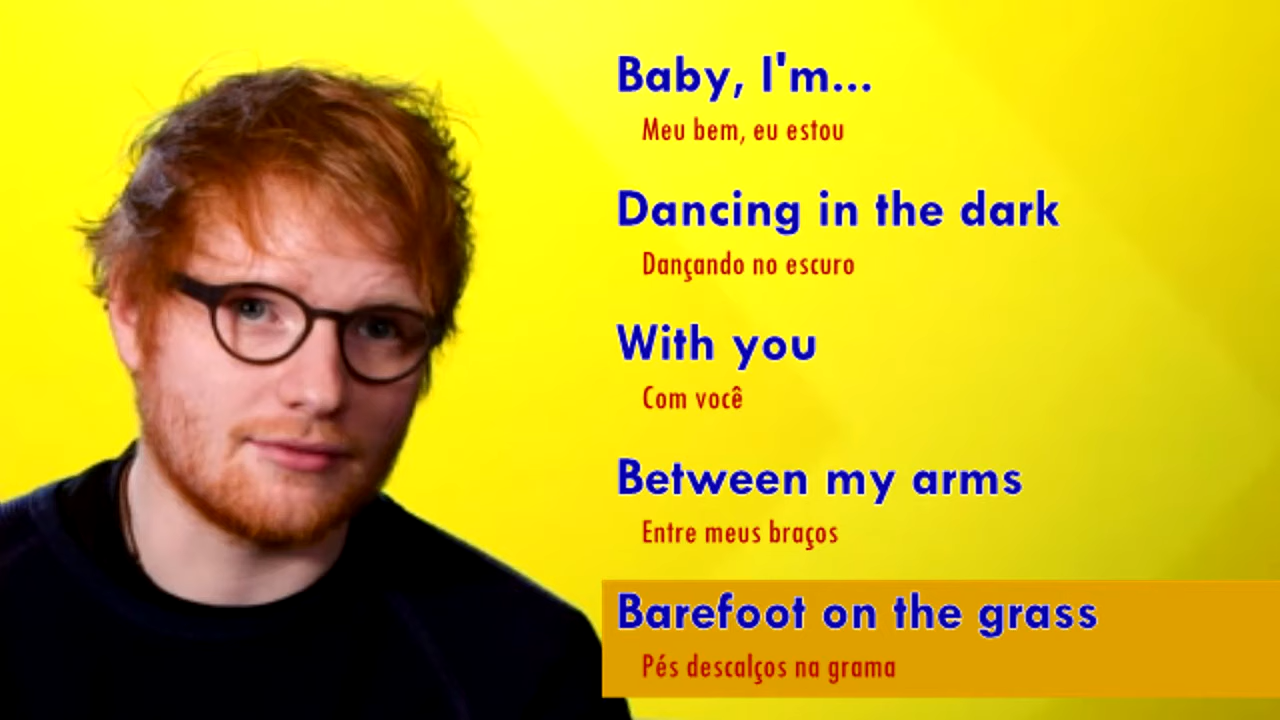 Baby, I'm...
Meu bem, eu estou
Dancing in the dark
Dançando no escuro
With you
Com você
Between my arms
Entre meus braços
Barefoot on the grass
Pés descalços na grama